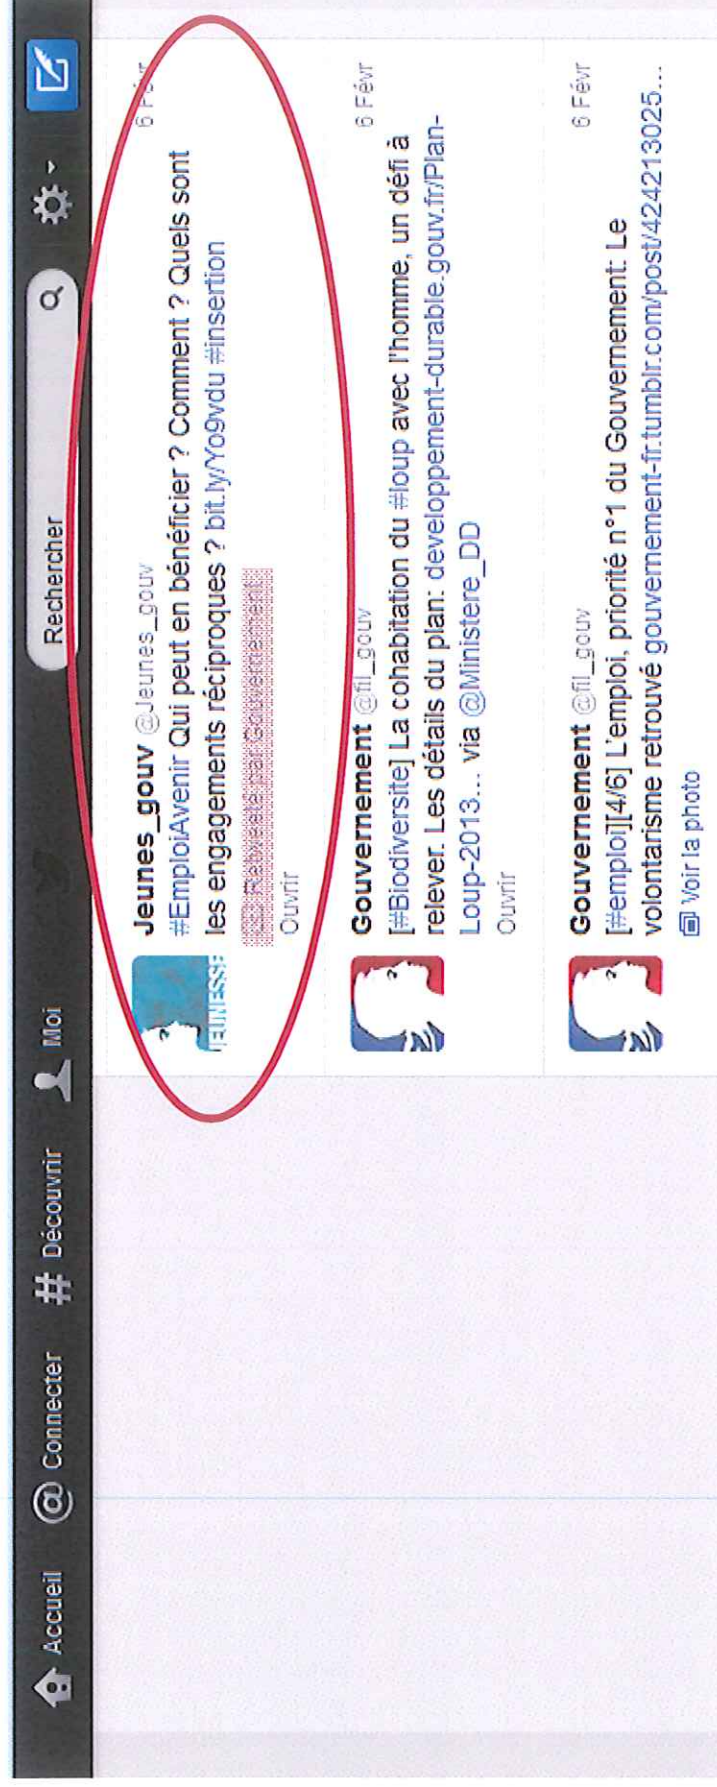 Accueil @ Connecter # Découvrir Moi Rechercher
Jeunes_gouv @Jeunes_gouv 6 Févr
#EmploiAvenir Qui peut en bénéficier ? Comment ? Quels sont
les engagements réciproques ? bit.ly/Yo9vdu #insertion
Retweeté par Gouvernement
Ouvrir
JEUNESSE
Gouvernement @fil_gouv 6 Févr
[#Biodiversite] La cohabitation du #loup avec l'homme, un défi à
relever. Les détails du plan: developpement-durable.gouv.fr/Plan-
Loup-2013... via @Ministere_DD
Ouvrir
Gouvernement @fil_gouv 6 Févr
[#emploi][4/6] L'emploi, priorité n°1 du Gouvernement: Le
volontarisme retrouvé gouvernement-fr.tumblr.com/post/424213025...
Voir la photo